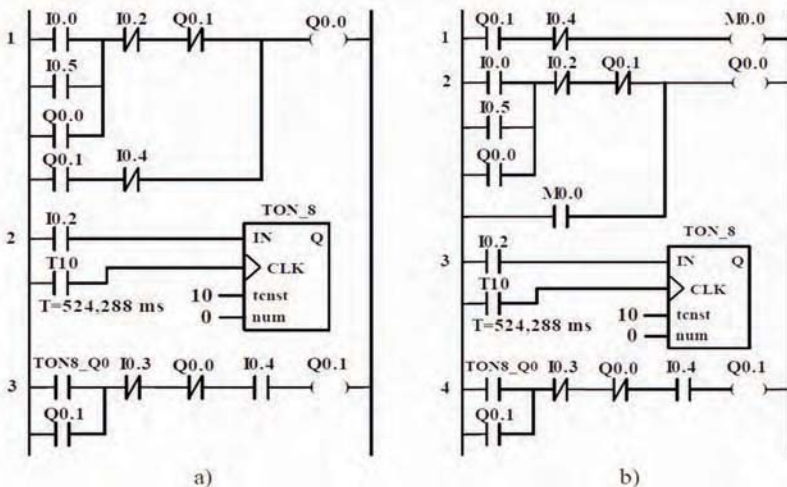 I0.0 I0.2 Q0.1 Q0.0
1
I0.5
Q0.0
Q0.1 I0.4
I0.2 TON_8
2 IN Q
T10 CLK
T=524,288 ms 10 tcnst
0 num
TON8_Q0 I0.3 Q0.0 I0.4 Q0.1
3
Q0.1
a)
Q0.1 I0.4 M0.0
1
I0.0 I0.2 Q0.1 Q0.0
2
I0.5
Q0.0
M0.0
I0.2 TON_8
3 IN Q
T10 CLK
T=524,288 ms 10 tcnst
0 num
TON8_Q0 I0.3 Q0.0 I0.4 Q0.1
4
Q0.1
b)